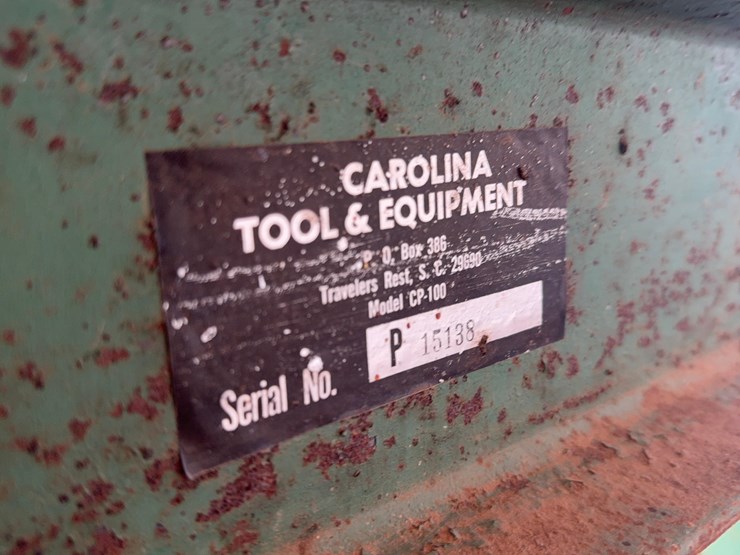 CAROLINA
TOOL & EQUIPMENT
P. O. Box 386
Travelers Rest, S. C. 29690
Model CP-100
Serial No. P 15138